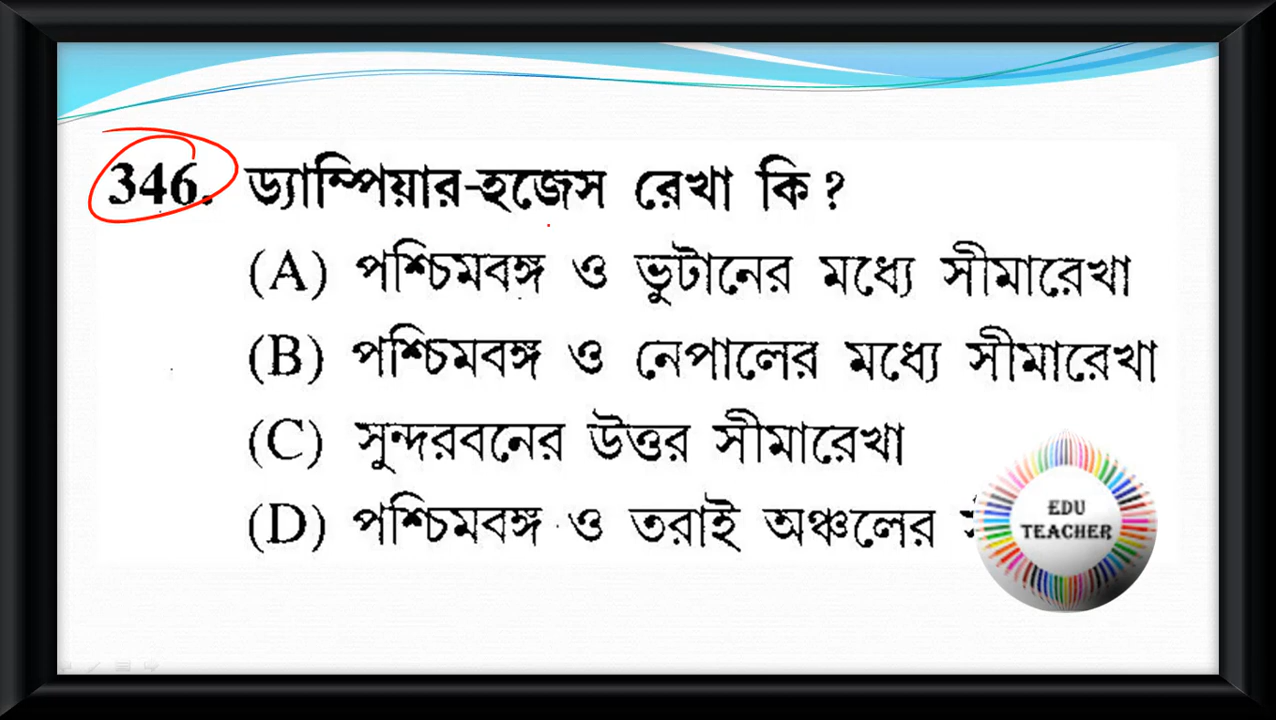 346. ড্যাম্পিয়ার-হজেস রেখা কি ?
(A) পশ্চিমবঙ্গ ও ভুটানের মধ্যে সীমারেখা
(B) পশ্চিমবঙ্গ ও নেপালের মধ্যে সীমারেখা
(C) সুন্দরবনের উত্তর সীমারেখা
(D) পশ্চিমবঙ্গ ও তরাই অঞ্চলের
EDU
TEACHER